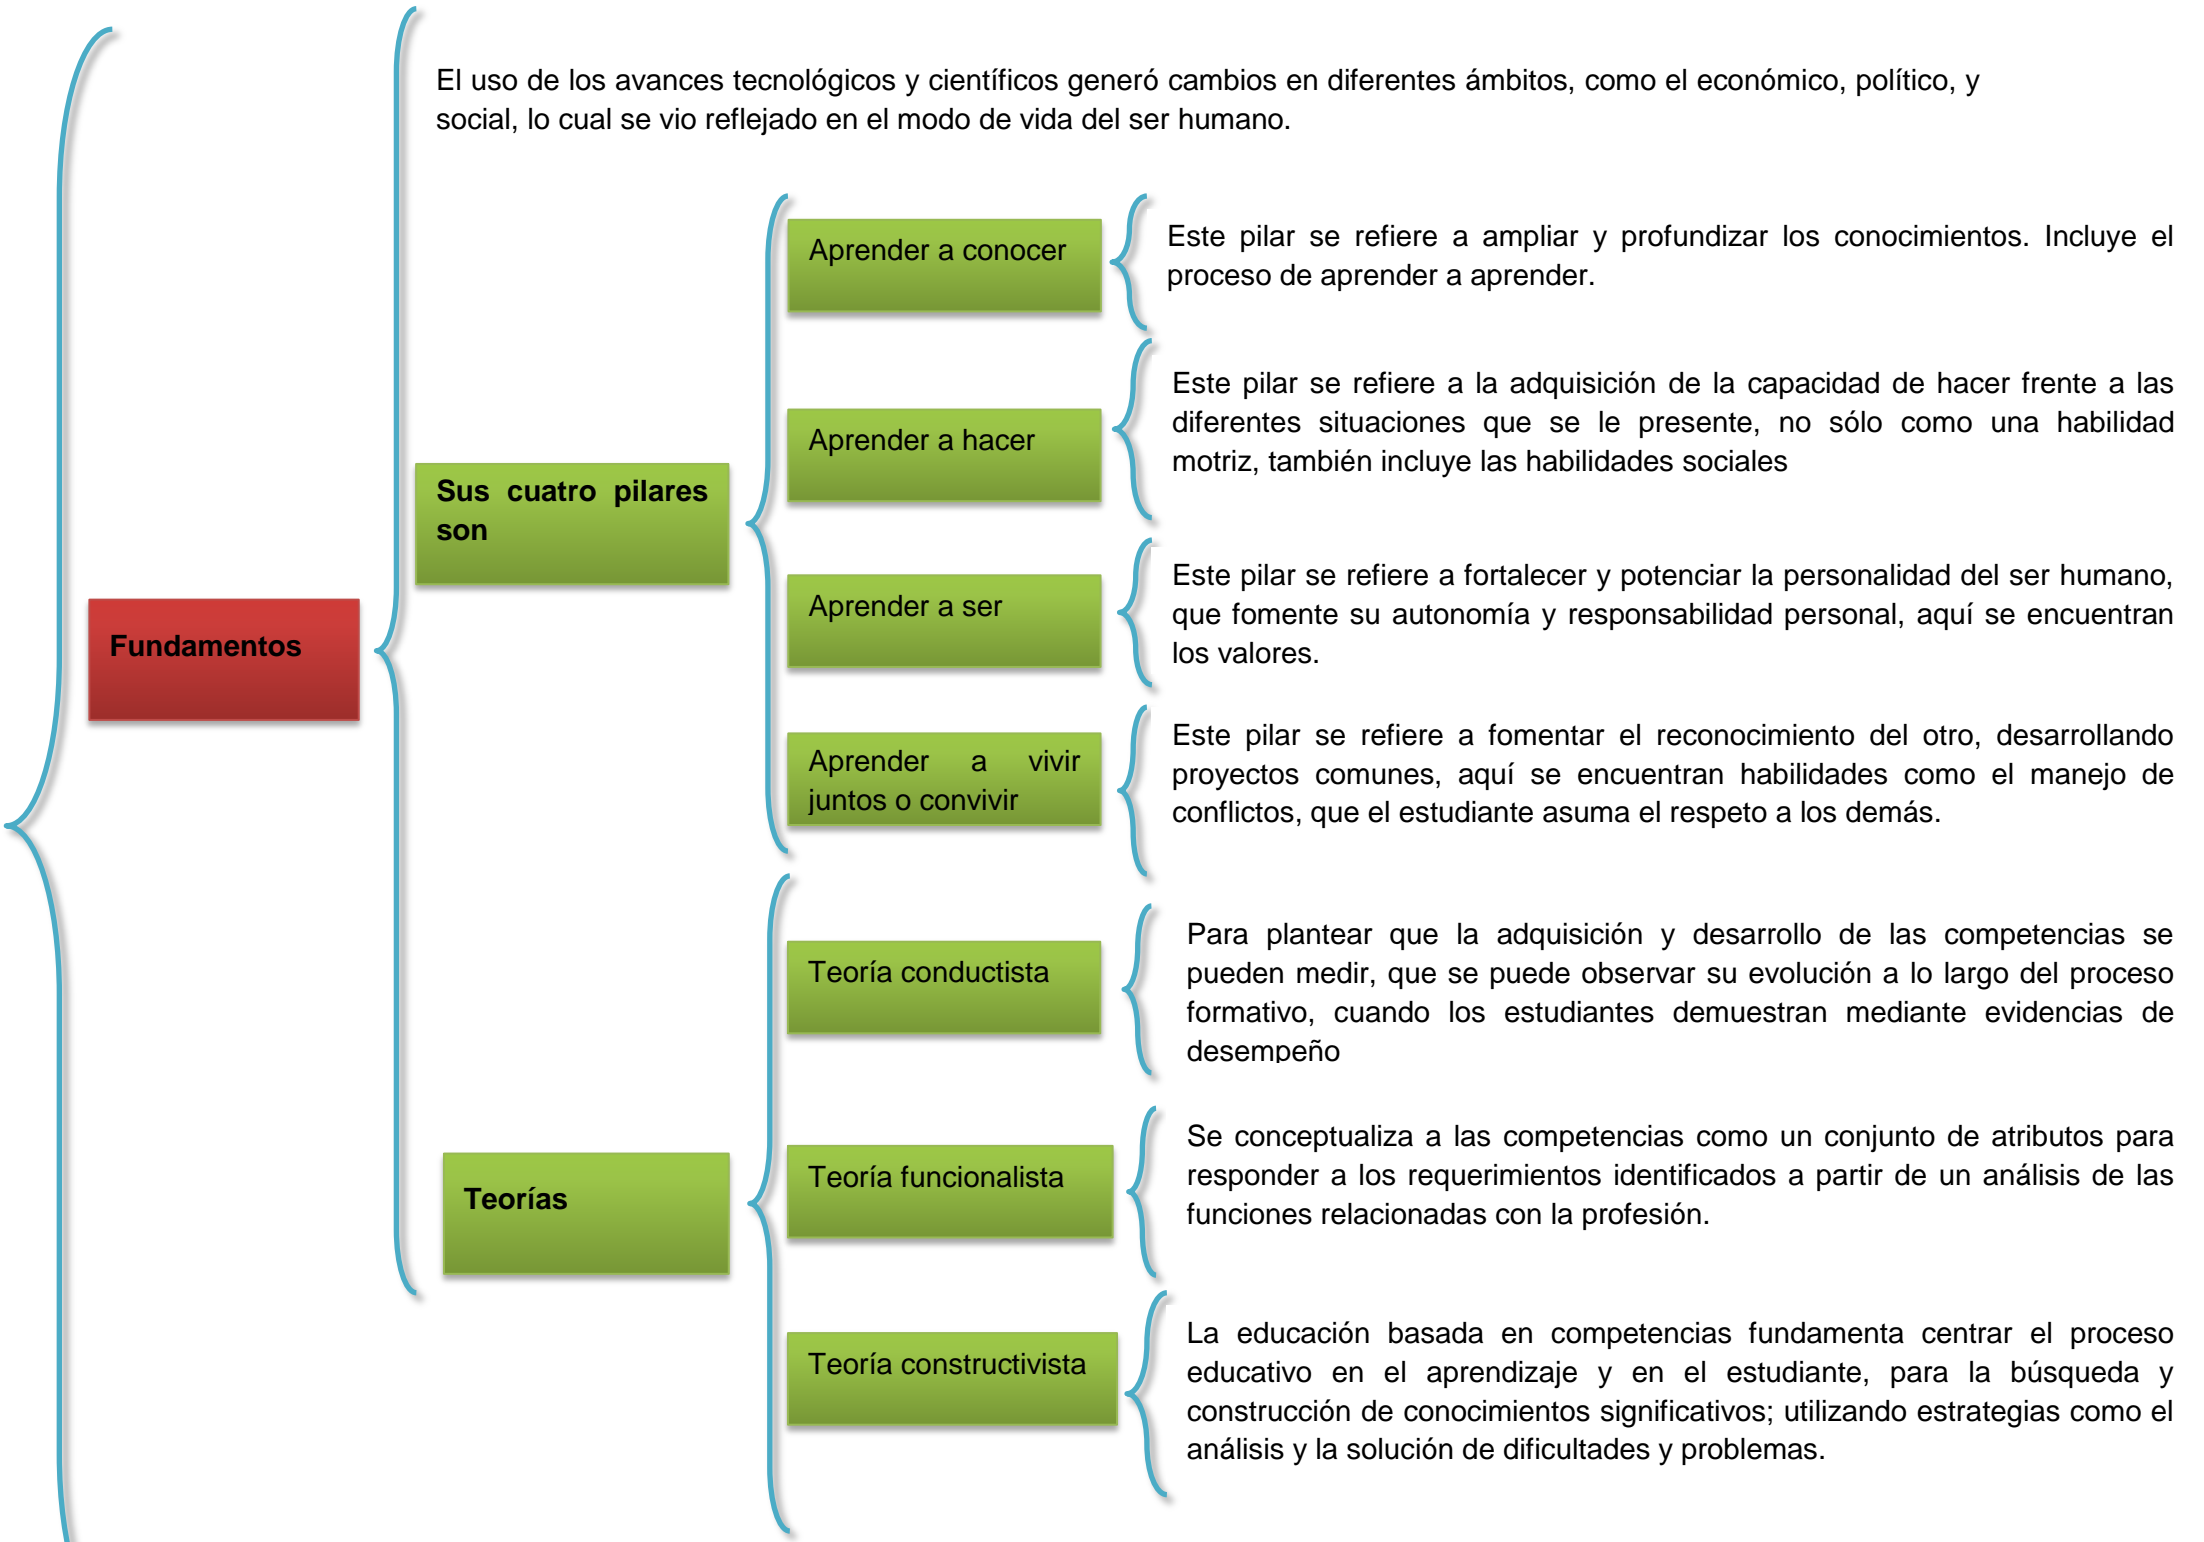 El uso de los avances tecnológicos y científicos generó cambios en diferentes ámbitos, como el económico, político, y
social, lo cual se vio reflejado en el modo de vida del ser humano.
Fundamentos
Sus cuatro pilares
son
Aprender a conocer
Este pilar se refiere a ampliar y profundizar los conocimientos. Incluye el
proceso de aprender a aprender.
Aprender a hacer
Este pilar se refiere a la adquisición de la capacidad de hacer frente a las
diferentes situaciones que se le presente, no sólo como una habilidad
motriz, también incluye las habilidades sociales
Aprender a ser
Este pilar se refiere a fortalecer y potenciar la personalidad del ser humano,
que fomente su autonomía y responsabilidad personal, aquí se encuentran
los valores.
Aprender a vivir
juntos o convivir
Este pilar se refiere a fomentar el reconocimiento del otro, desarrollando
proyectos comunes, aquí se encuentran habilidades como el manejo de
conflictos, que el estudiante asuma el respeto a los demás.
Teorías
Teoría conductista
Para plantear que la adquisición y desarrollo de las competencias se
pueden medir, que se puede observar su evolución a lo largo del proceso
formativo, cuando los estudiantes demuestran mediante evidencias de
desempeño
Teoría funcionalista
Se conceptualiza a las competencias como un conjunto de atributos para
responder a los requerimientos identificados a partir de un análisis de las
funciones relacionadas con la profesión.
Teoría constructivista
La educación basada en competencias fundamenta centrar el proceso
educativo en el aprendizaje y en el estudiante, para la búsqueda y
construcción de conocimientos significativos; utilizando estrategias como el
análisis y la solución de dificultades y problemas.